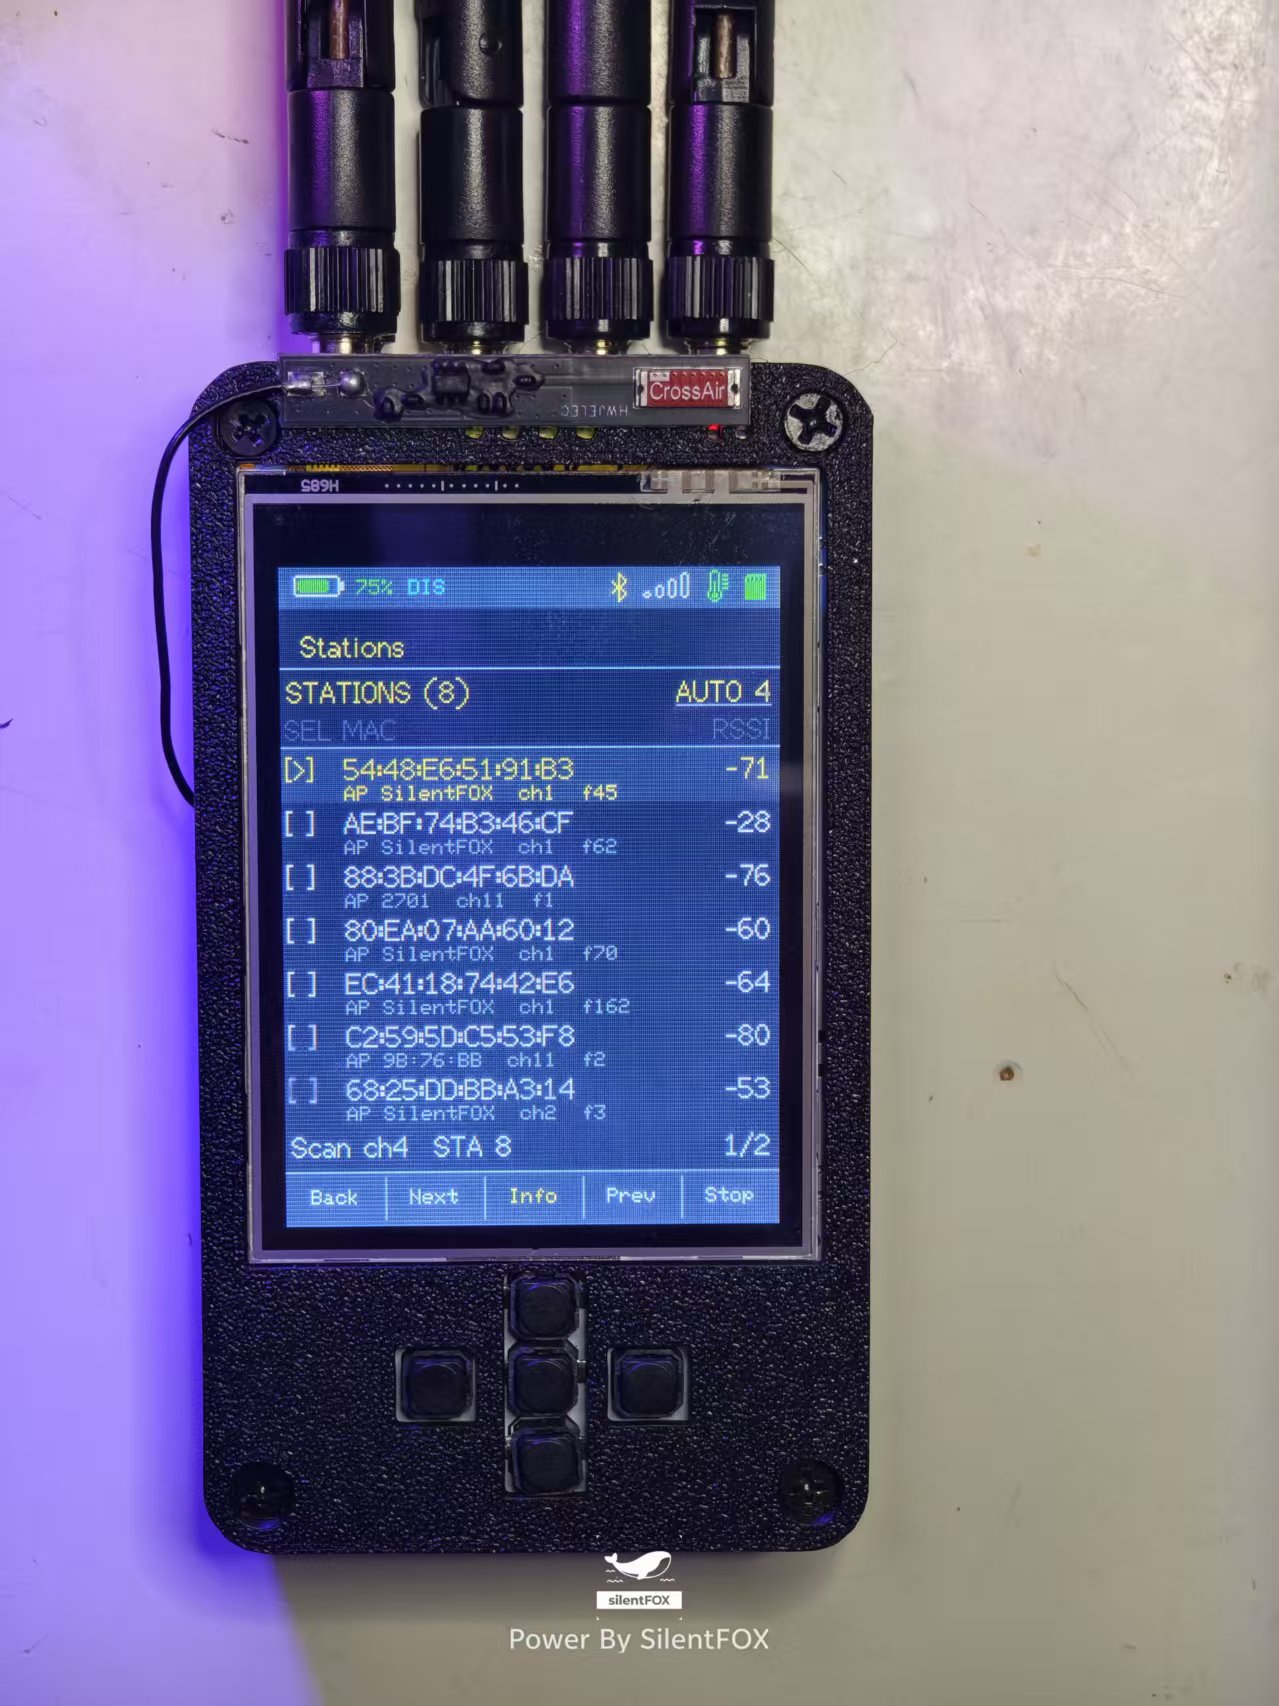 CrossAir
HWJELEC
H685
75% DIS
Stations
STATIONS (8) AUTO 4
SEL MAC RSSI
[>] 54:48:E6:51:91:B3 -71
AP SilentFOX ch1 f45
[ ] AE:BF:74:B3:46:CF -28
AP SilentFOX ch1 f62
[ ] 88:3B:DC:4F:6B:DA -76
AP 2701 ch11 f1
[ ] 80:EA:07:AA:60:12 -60
AP SilentFOX ch1 f70
[ ] EC:41:18:74:42:E6 -64
AP SilentFOX ch1 f162
[ ] C2:59:5D:C5:53:F8 -80
AP 9B:76:BB ch11 f2
[ ] 68:25:DD:BB:A3:14 -53
AP SilentFOX ch2 f3
Scan ch4 STA 8 1/2
Back Next Info Prev Stop
silentFOX
Power By SilentFOX